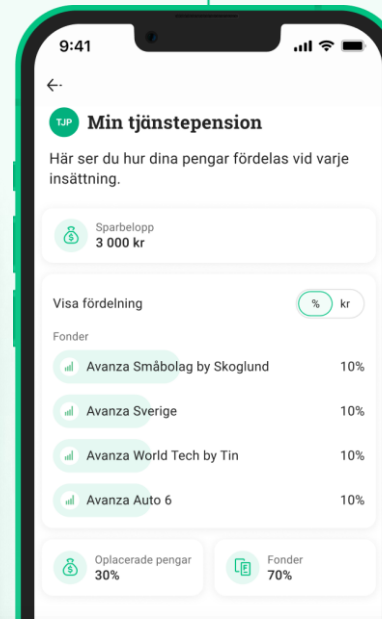 9:41
TJP Min tjänstepension
Här ser du hur dina pengar fördelas vid varje
insättning.
Sparbelopp
3 000 kr
Visa fördelning % kr
Fonder
Avanza Småbolag by Skoglund 10%
Avanza Sverige 10%
Avanza World Tech by Tin 10%
Avanza Auto 6 10%
Oplacerade pengar
30%
Fonder
70%